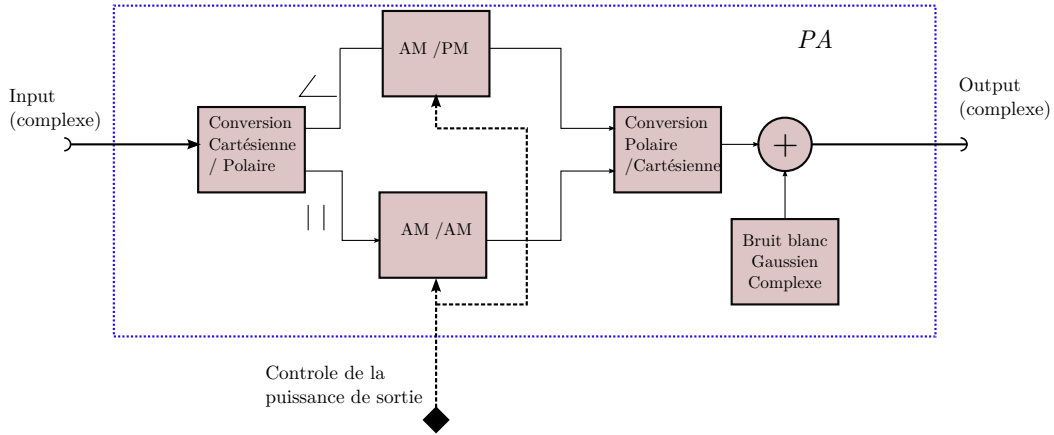 PA
AM /PM
Input
(complexe)
Output
(complexe)
Conversion
Cartésienne
/ Polaire
Conversion
Polaire
/Cartésienne
+
| |
AM /AM
Bruit blanc
Gaussien
Complexe
Controle de la
puissance de sortie